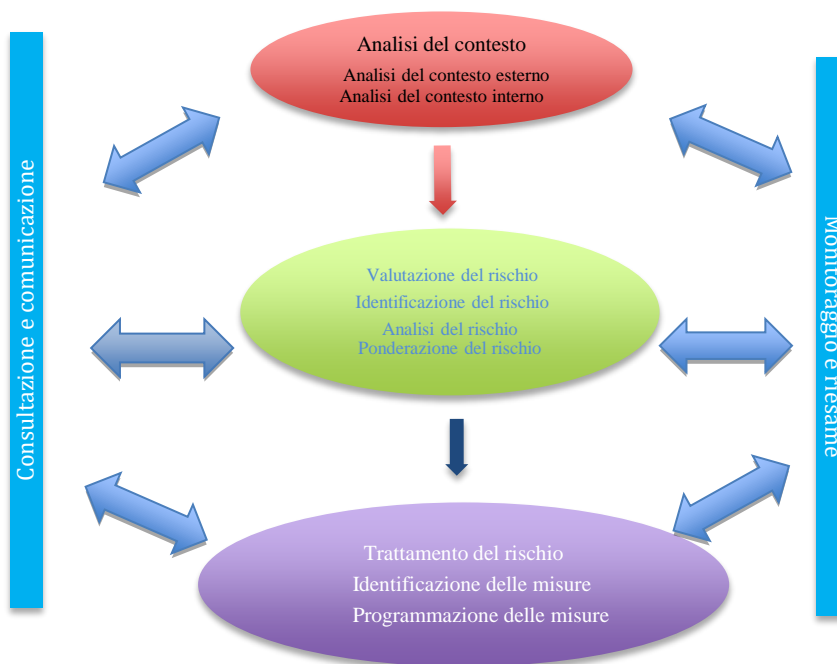 Analisi del contesto
Analisi del contesto esterno
Analisi del contesto interno
Consultazione e comunicazione
Valutazione del rischio
Identificazione del rischio
Analisi del rischio
Ponderazione del rischio
Monitoraggio e riesame
Trattamento del rischio
Identificazione delle misure
Programmazione delle misure